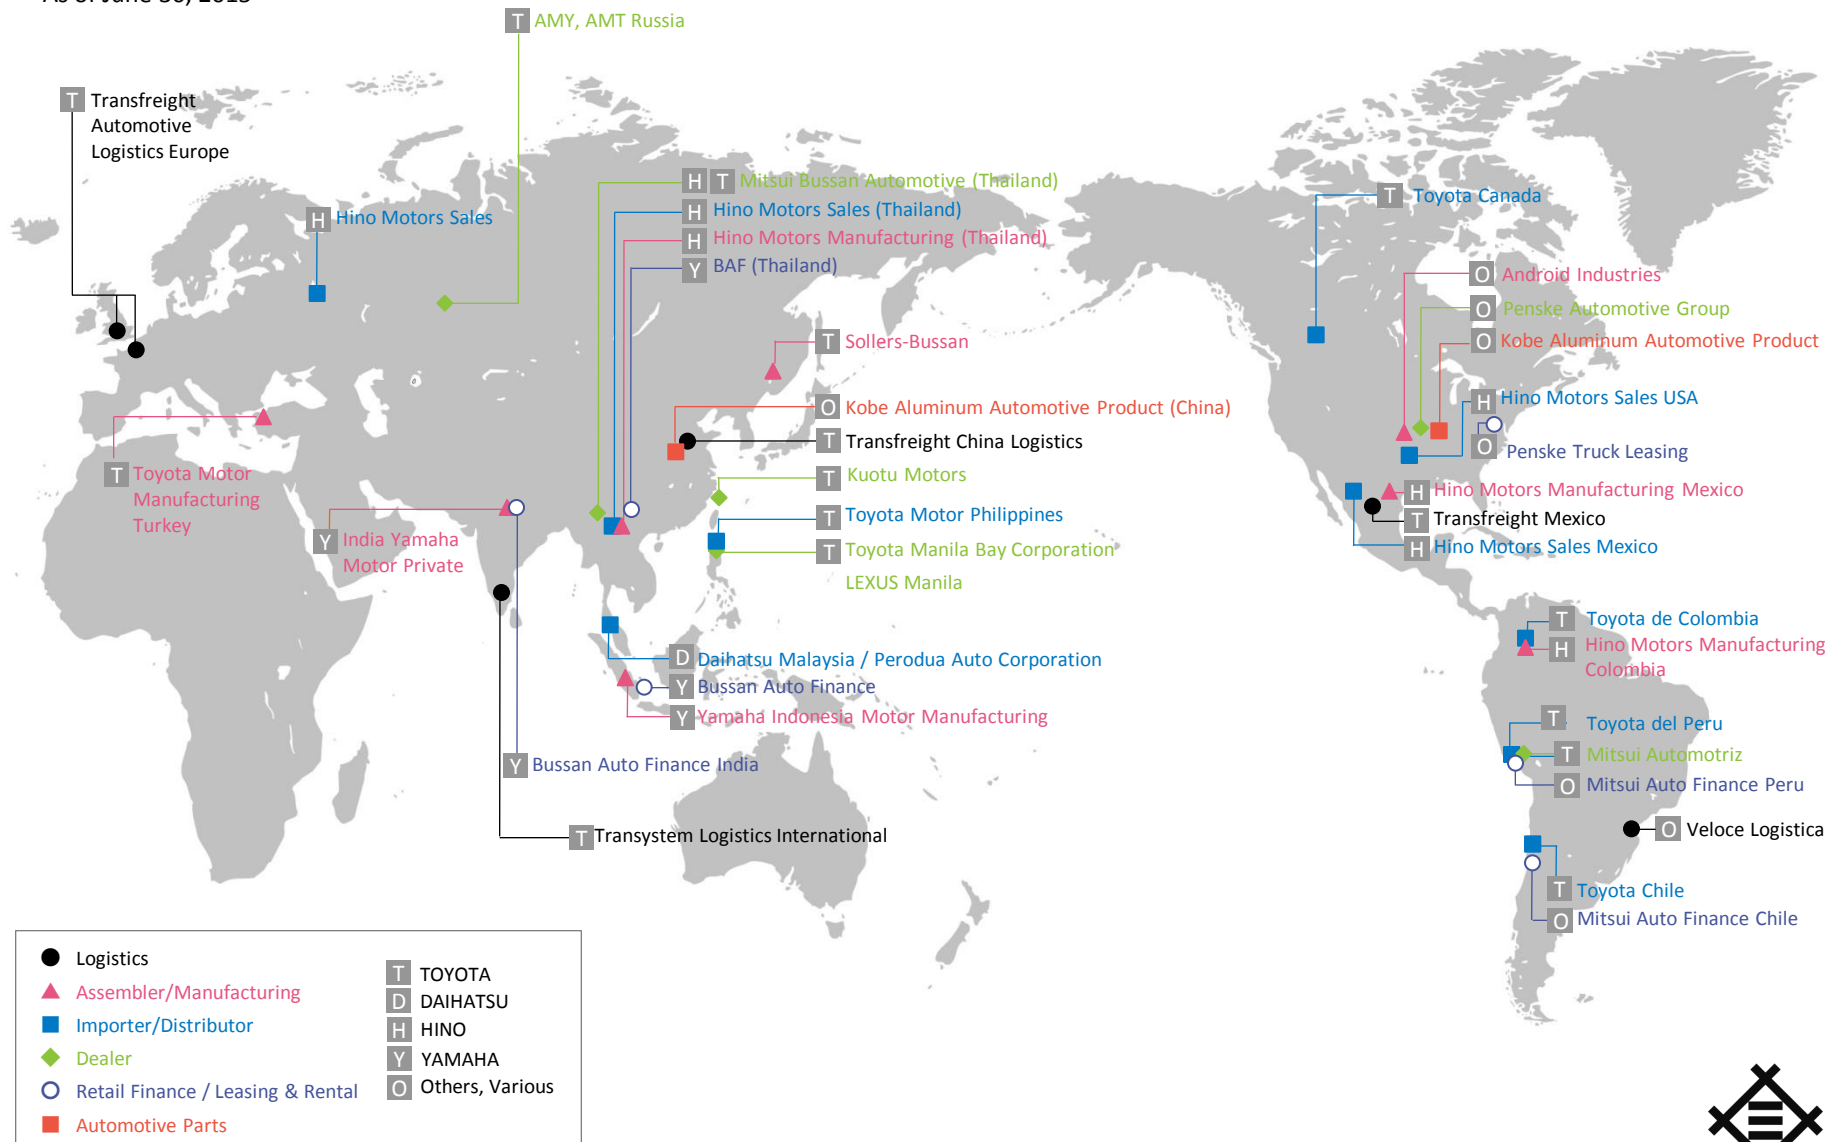 As of June 30, 2015
T AMY, AMT Russia
T Transfreight
Automotive
Logistics Europe
H Hino Motors Sales
H T Mitsui Bussan Automotive (Thailand)
H Hino Motors Sales (Thailand)
H Hino Motors Manufacturing (Thailand)
Y BAF (Thailand)
T Sollers-Bussan
O Kobe Aluminum Automotive Product (China)
T Transfreight China Logistics
T Kuotu Motors
T Toyota Motor Philippines
T Toyota Manila Bay Corporation
LEXUS Manila
T Toyota Motor
Manufacturing
Turkey
Y India Yamaha
Motor Private
D Daihatsu Malaysia / Perodua Auto Corporation
Y Bussan Auto Finance
Y Yamaha Indonesia Motor Manufacturing
Y Bussan Auto Finance India
T Transystem Logistics International
T Toyota Canada
O Android Industries
O Penske Automotive Group
O Kobe Aluminum Automotive Product
H Hino Motors Sales USA
O Penske Truck Leasing
H Hino Motors Manufacturing Mexico
T Transfreight Mexico
H Hino Motors Sales Mexico
T Toyota de Colombia
H Hino Motors Manufacturing
Colombia
T Toyota del Peru
T Mitsui Automotriz
O Mitsui Auto Finance Peru
O Veloce Logistica
T Toyota Chile
O Mitsui Auto Finance Chile
Logistics
Assembler/Manufacturing
Importer/Distributor
Dealer
Retail Finance / Leasing & Rental
Automotive Parts
T TOYOTA
D DAIHATSU
H HINO
Y YAMAHA
O Others, Various